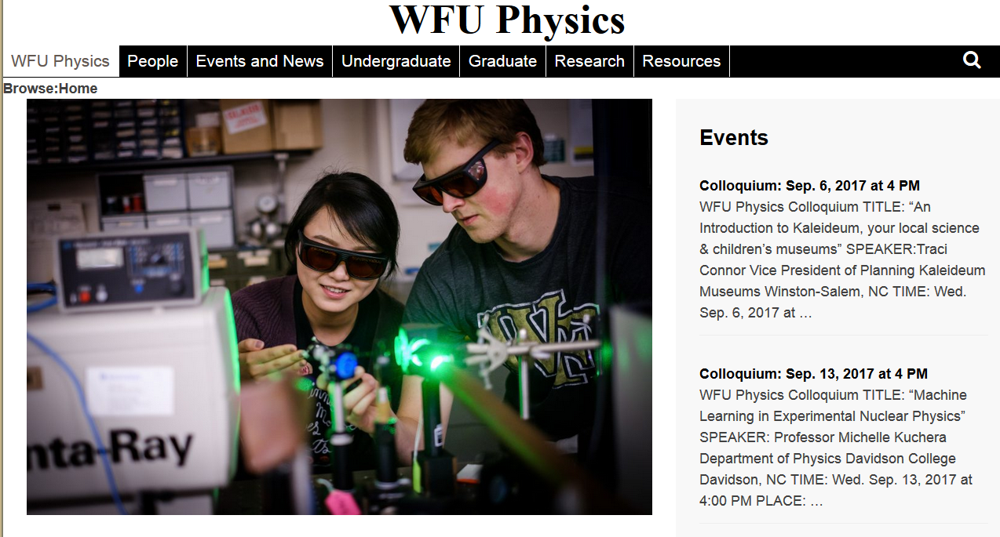 WFU Physics
WFU Physics People Events and News Undergraduate Graduate Research Resources
Browse:Home
nta-Ray
WF
Events
Colloquium: Sep. 6, 2017 at 4 PM
WFU Physics Colloquium TITLE: “An
Introduction to Kaleideum, your local science
& children’s museums” SPEAKER:Traci
Connor Vice President of Planning Kaleideum
Museums Winston-Salem, NC TIME: Wed.
Sep. 6, 2017 at …
Colloquium: Sep. 13, 2017 at 4 PM
WFU Physics Colloquium TITLE: “Machine
Learning in Experimental Nuclear Physics”
SPEAKER: Professor Michelle Kuchera
Department of Physics Davidson College
Davidson, NC TIME: Wed. Sep. 13, 2017 at
4:00 PM PLACE: …